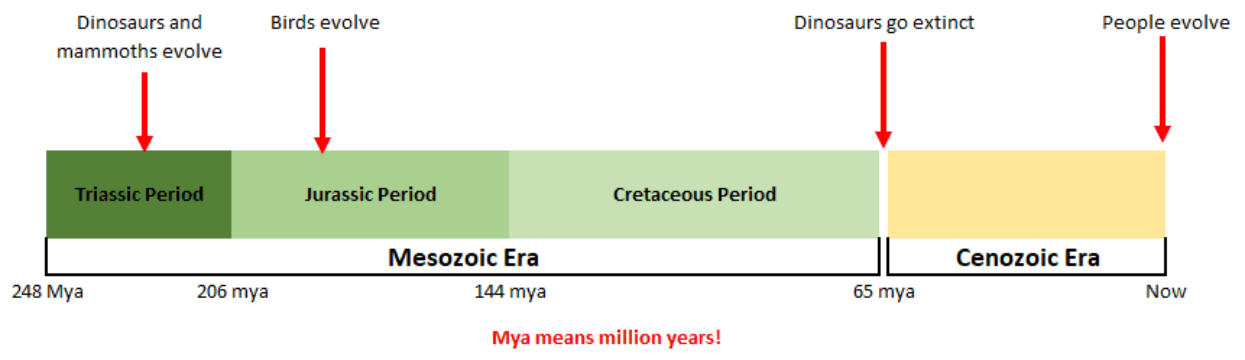 Dinosaurs and
mammoths evolve
Birds evolve
Dinosaurs go extinct
People evolve
Triassic Period
Jurassic Period
Cretaceous Period
Mesozoic Era
Cenozoic Era
248 Mya
206 mya
144 mya
65 mya
Now
Mya means million years!